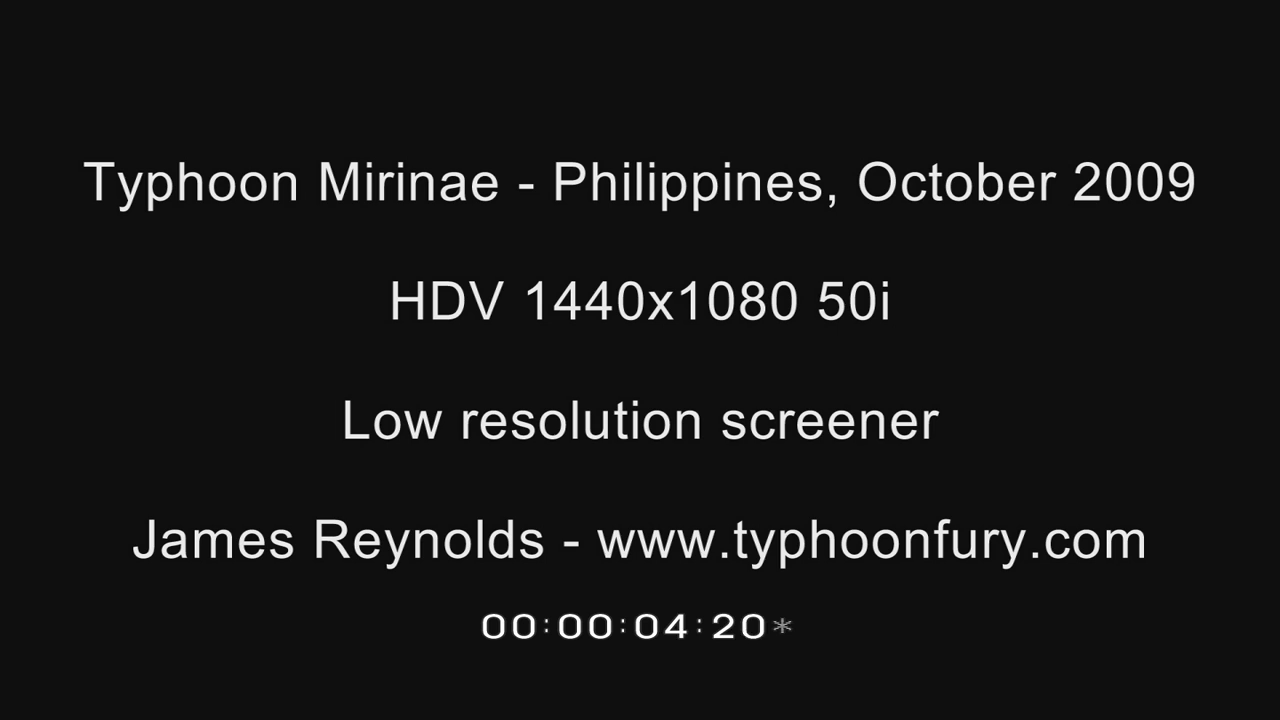 Typhoon Mirinae - Philippines, October 2009
HDV 1440x1080 50i
Low resolution screener
James Reynolds - www.typhoonfury.com
00:00:04:20*